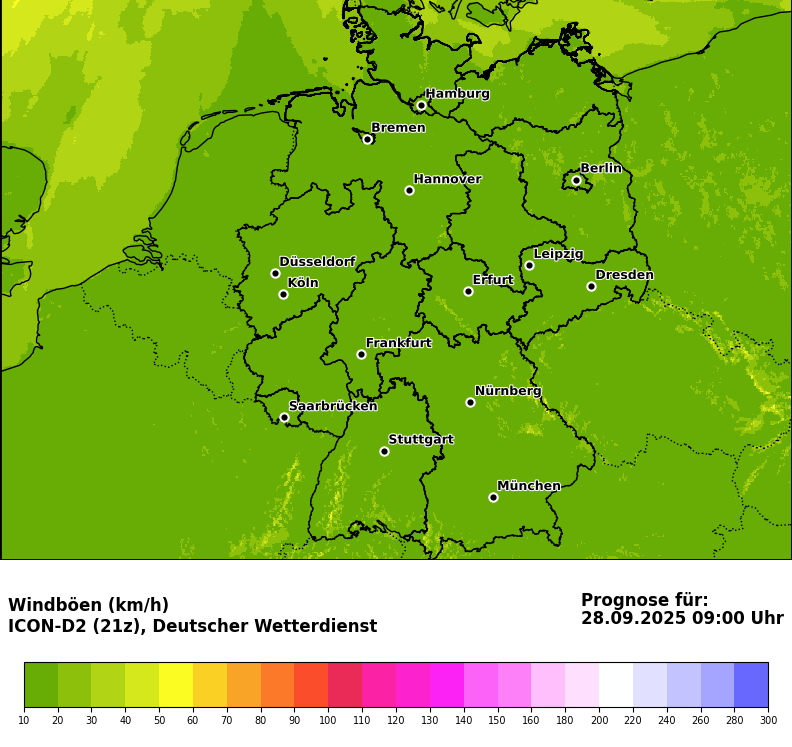 Hamburg
Bremen
Berlin
Hannover
Leipzig
Düsseldorf
Dresden
Köln
Erfurt
Frankfurt
Nürnberg
Saarbrücken
Stuttgart
München
Windböen (km/h)
ICON-D2 (21z), Deutscher Wetterdienst
Prognose für:
28.09.2025 09:00 Uhr
10 20 30 40 50 60 70 80 90 100 110 120 130 140 150 160 180 200 220 240 260 280 300